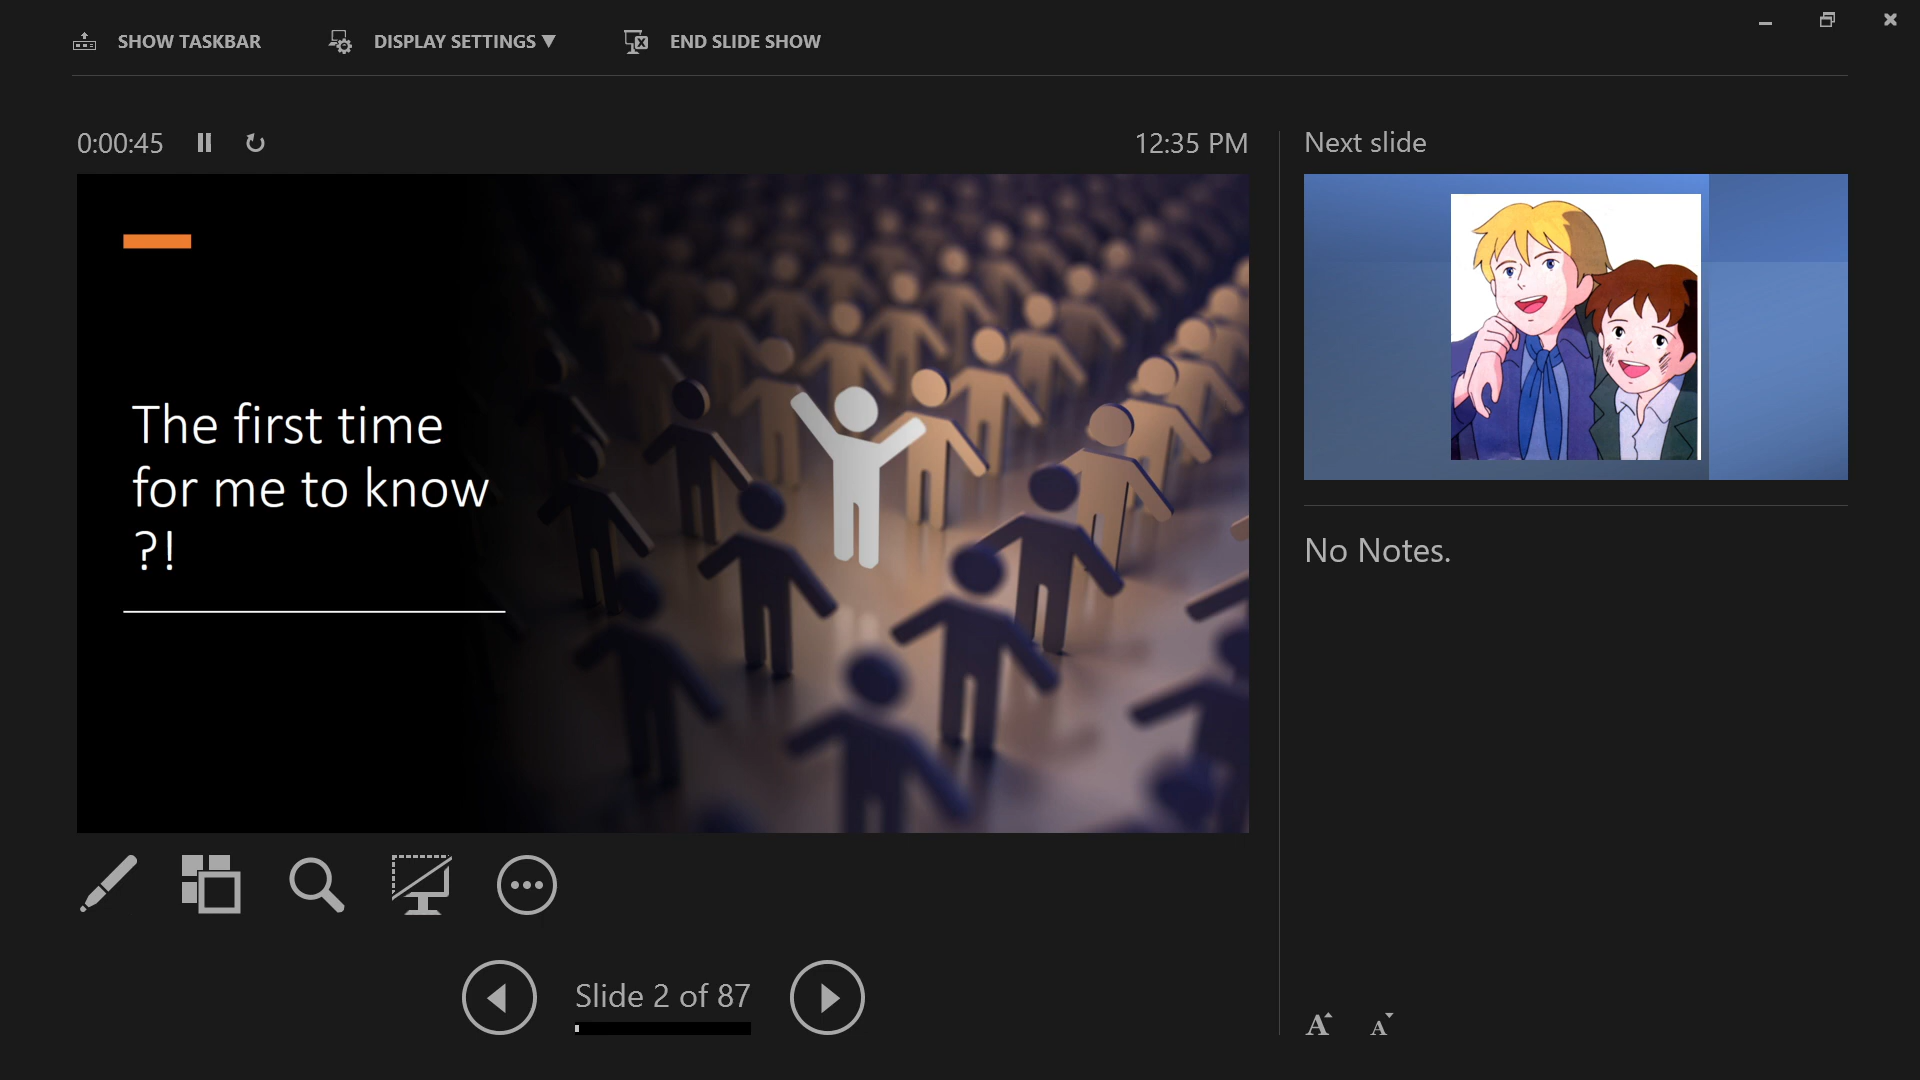 SHOW TASKBAR
DISPLAY SETTINGS ▼
END SLIDE SHOW
0:00:45
12:35 PM
The first time
for me to know
?!
Slide 2 of 87
Next slide
No Notes.
A A